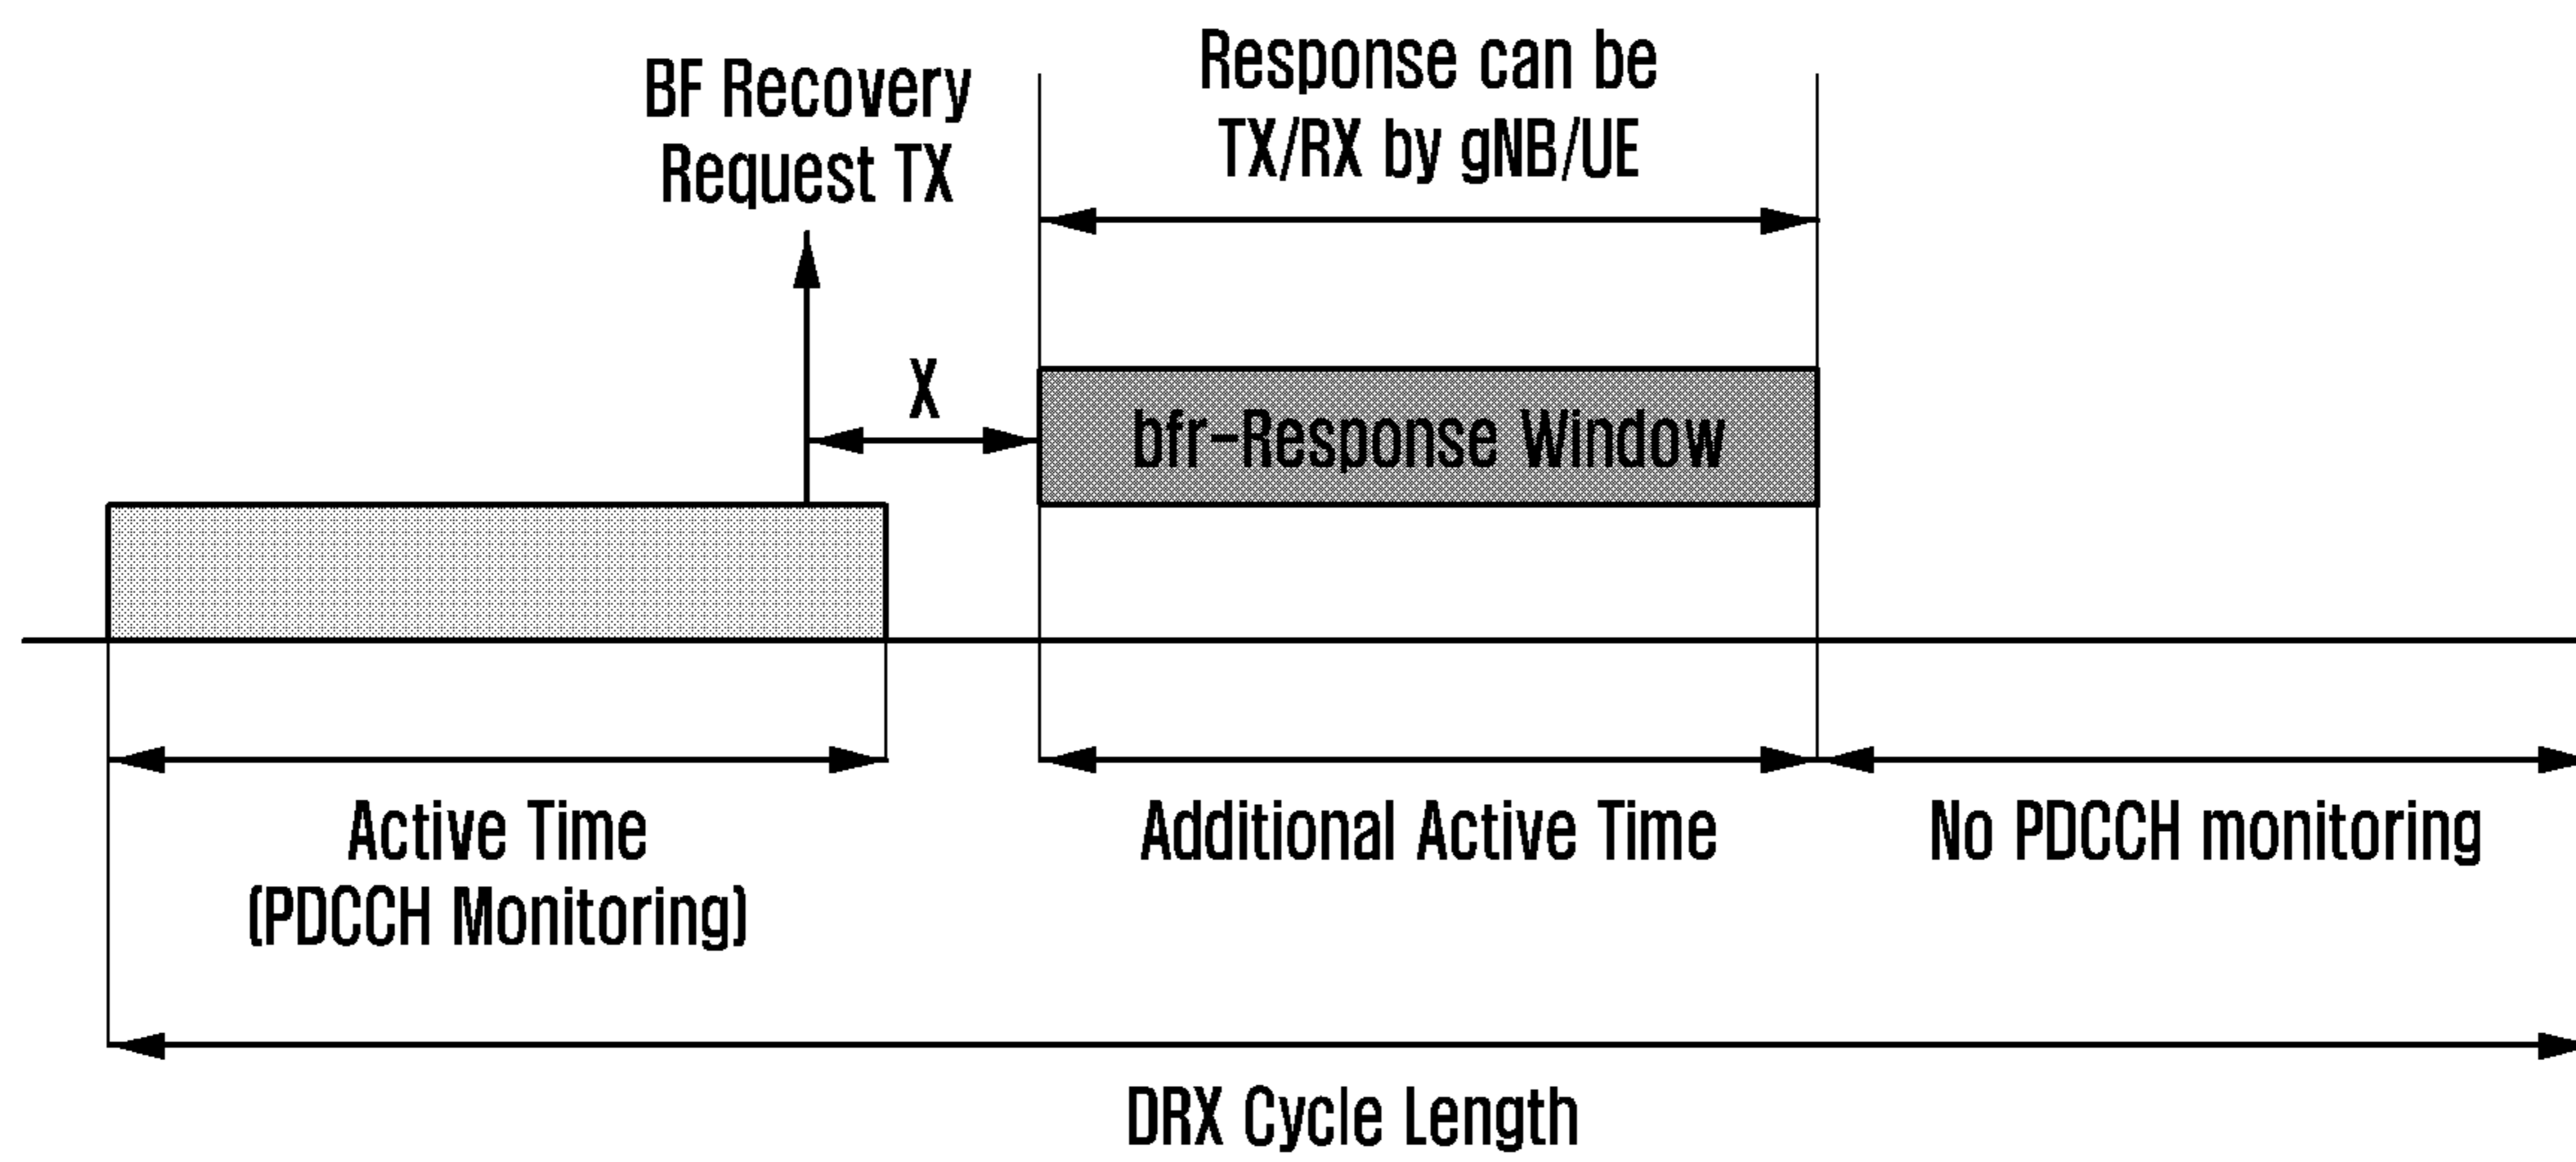 BF Recovery
Request TX
Response can be
TX/RX by gNB/UE
X
bfr-Response Window
Active Time
(PDCCH Monitoring)
Additional Active Time
No PDCCH monitoring
DRX Cycle Length